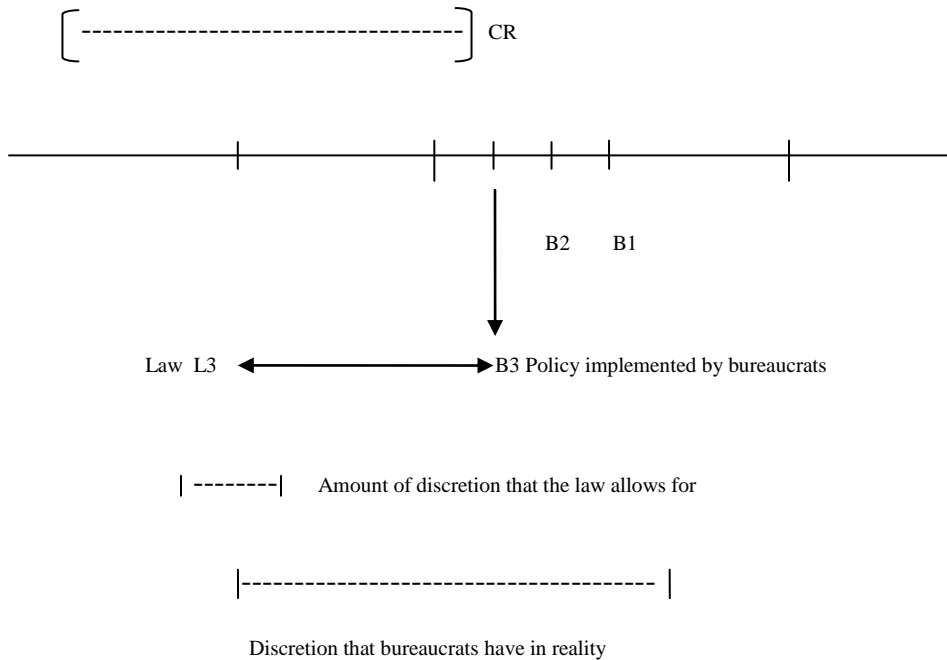 CR
B2 B1
Law L3 B3 Policy implemented by bureaucrats
Amount of discretion that the law allows for
Discretion that bureaucrats have in reality